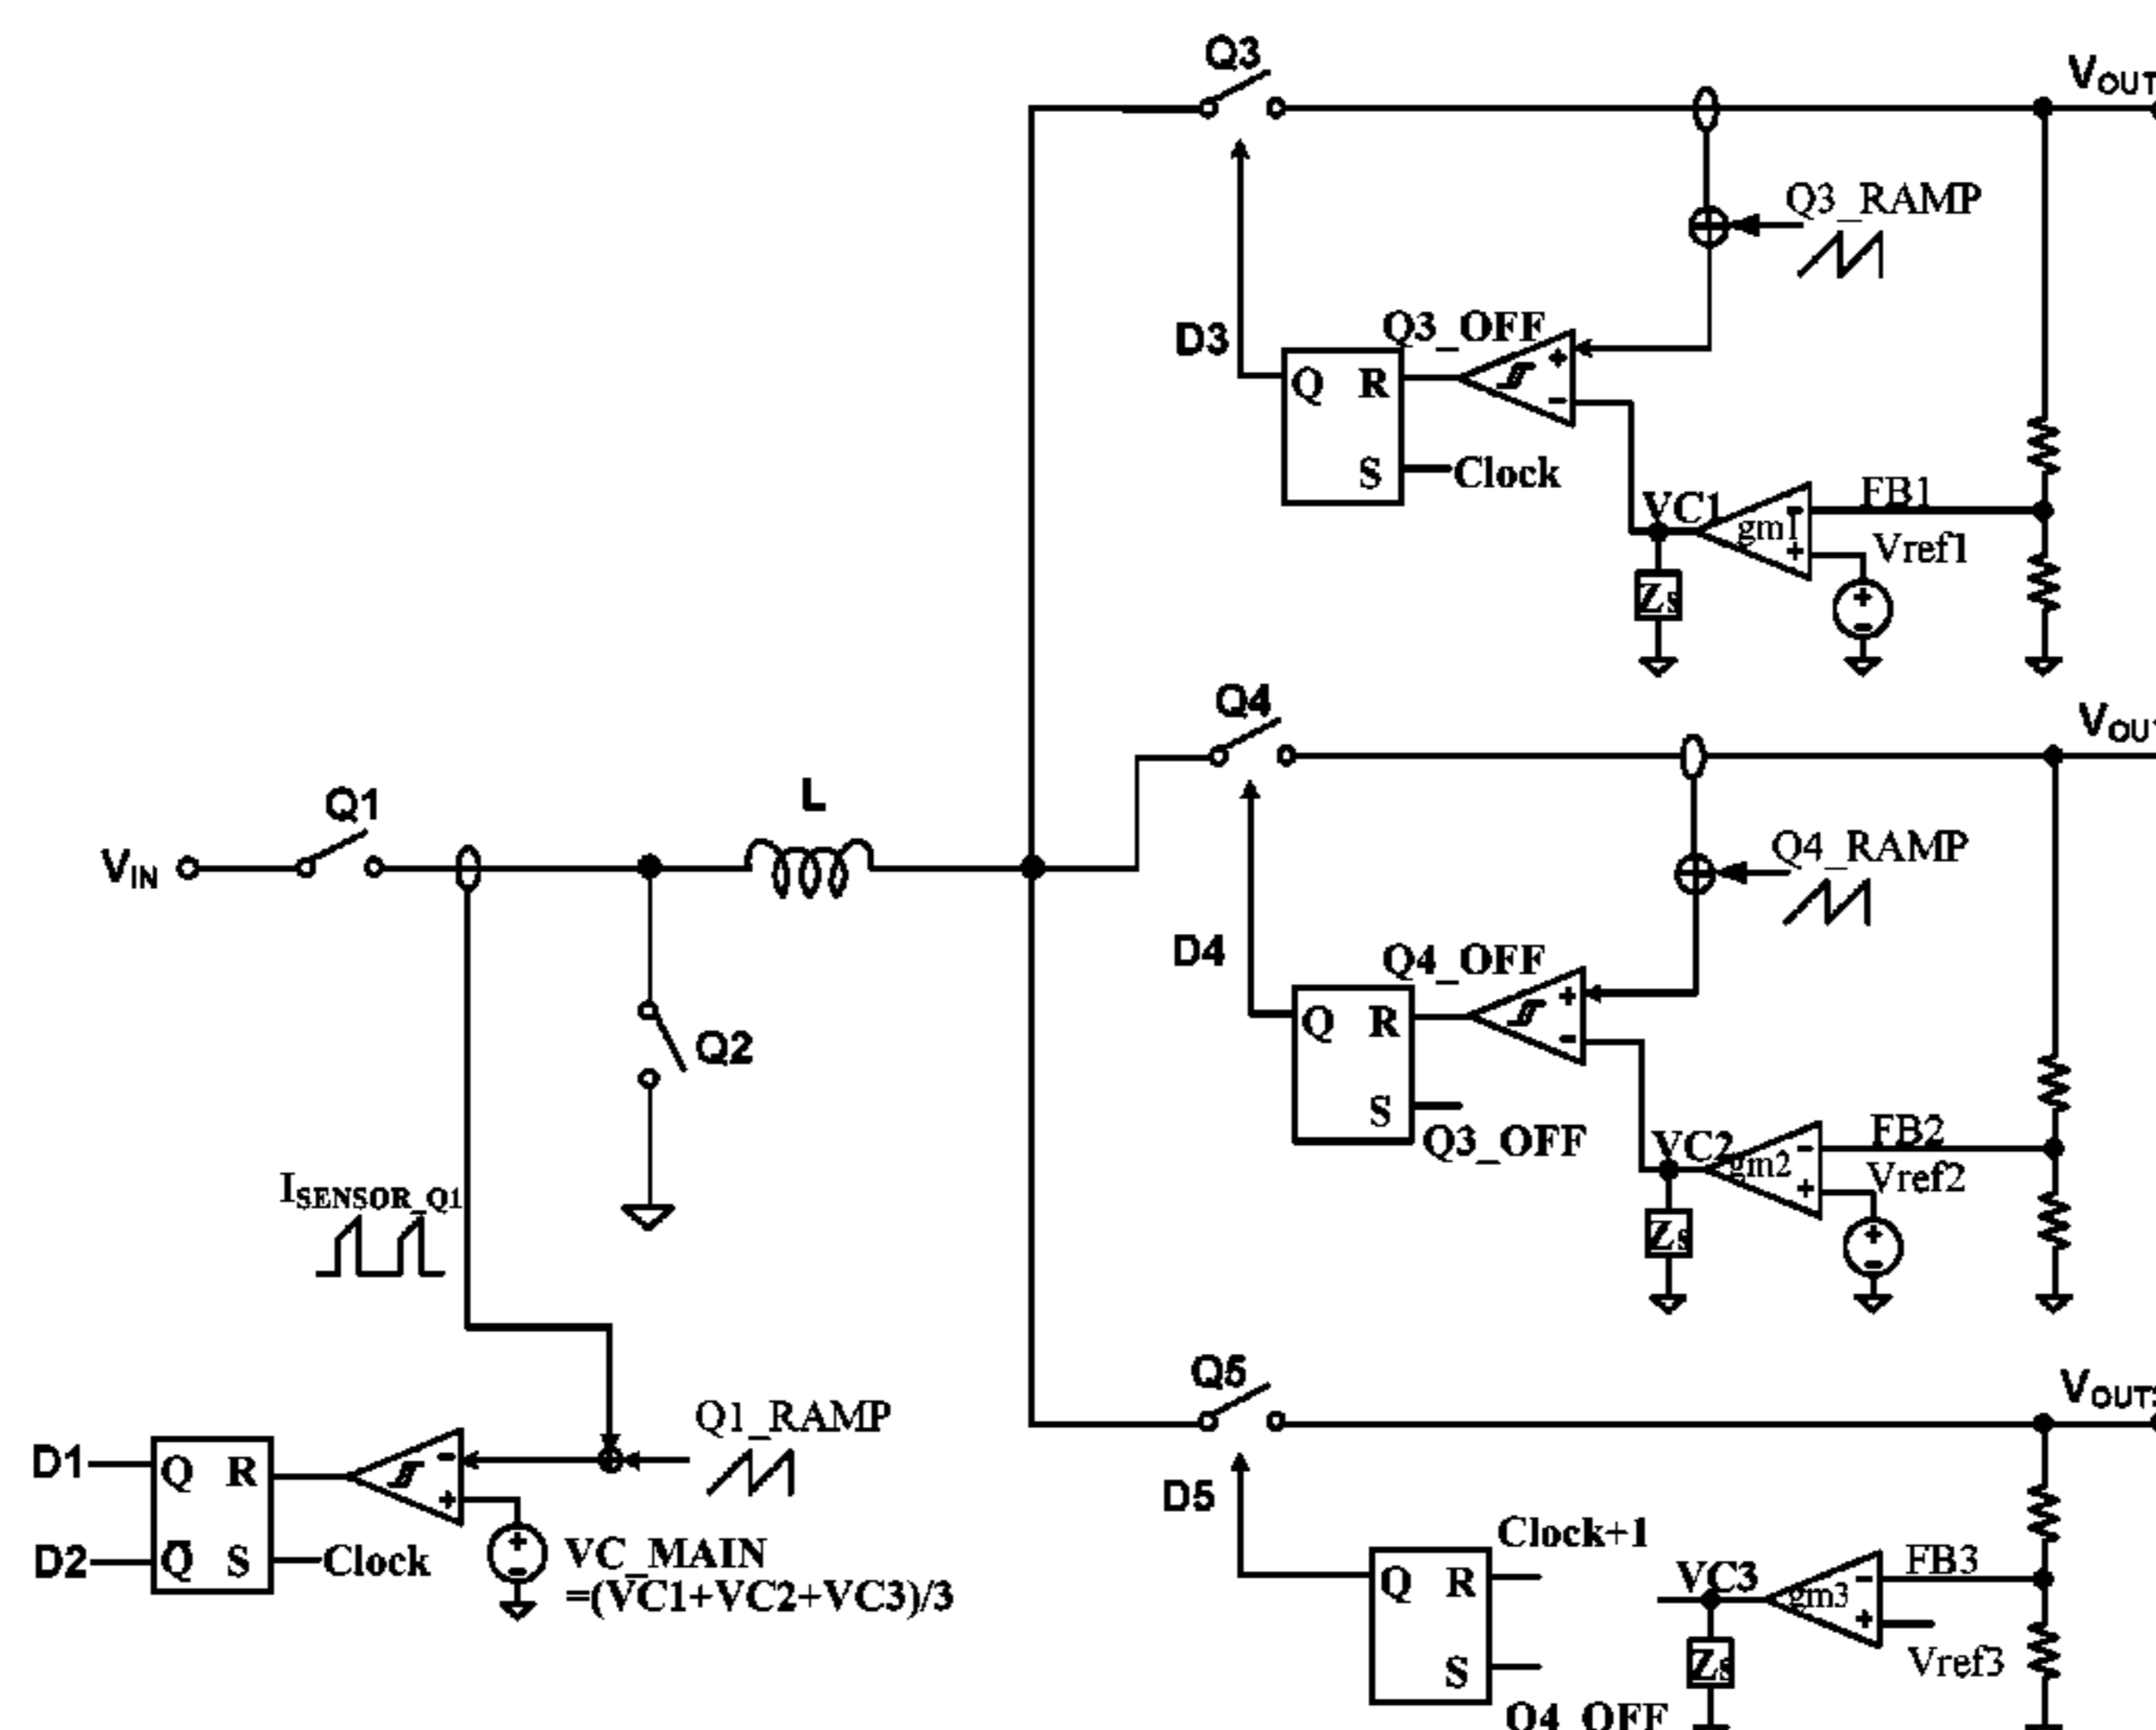 Q3
VOUT
Q3_RAMP
Q3_OFF
D3
+
-
Q R
S Clock
VC1
FB1
gm1
-
+
Vref1
Zs
+
-
Q4
VOUT
Q1
L
VIN
Q4_RAMP
Q4_OFF
D4
+
-
Q R
S
Q3_OFF
Q2
VC2
FB2
gm2
-
+
Vref2
Zs
+
-
ISENSOR_Q1
Q5
VOUT
Q1_RAMP
D1
Q R
-
+
D2
Q̅ S Clock
+
-
VC_MAIN
=(VC1+VC2+VC3)/3
D5
Clock+1
Q R
S
Q4_OFF
VC3
FB3
gm3
-
+
Vref3
Zs